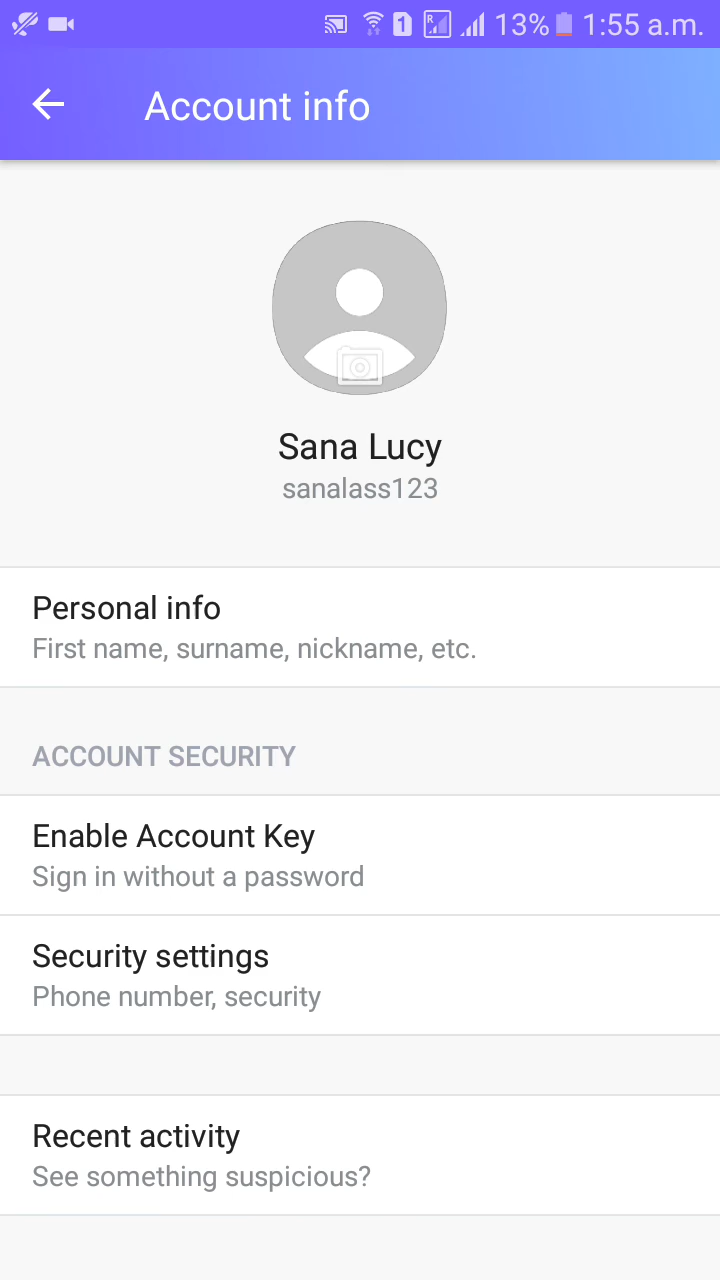 1 R 13% 1:55 a.m.
Account info
Sana Lucy
sanalass123
Personal info
First name, surname, nickname, etc.
ACCOUNT SECURITY
Enable Account Key
Sign in without a password
Security settings
Phone number, security
Recent activity
See something suspicious?